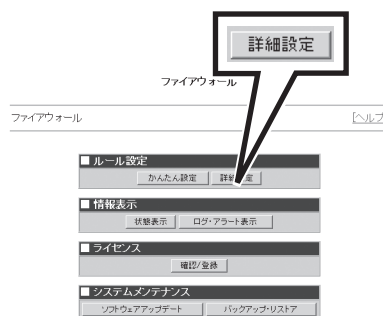 詳細設定
ファイアウォール
ファイアウォール
[ヘルプ
■ ルール設定
かんたん設定
詳細設定
■ 情報表示
状態表示
ログ・アラート表示
■ ライセンス
確認/登録
■ システムメンテナンス
ソフトウェアアップデート
バックアップ・リストア